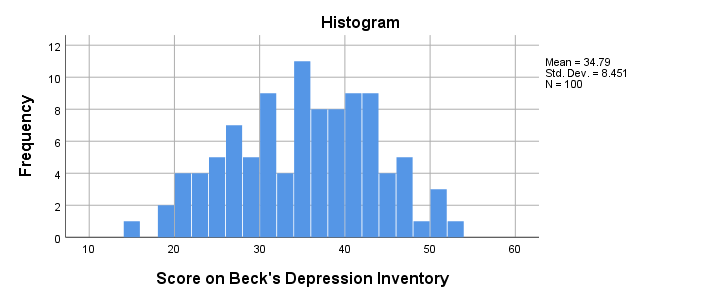 Histogram
12
10
8
6
4
2
0
Frequency
10 20 30 40 50 60
Score on Beck's Depression Inventory
Mean = 34.79
Std. Dev. = 8.451
N = 100